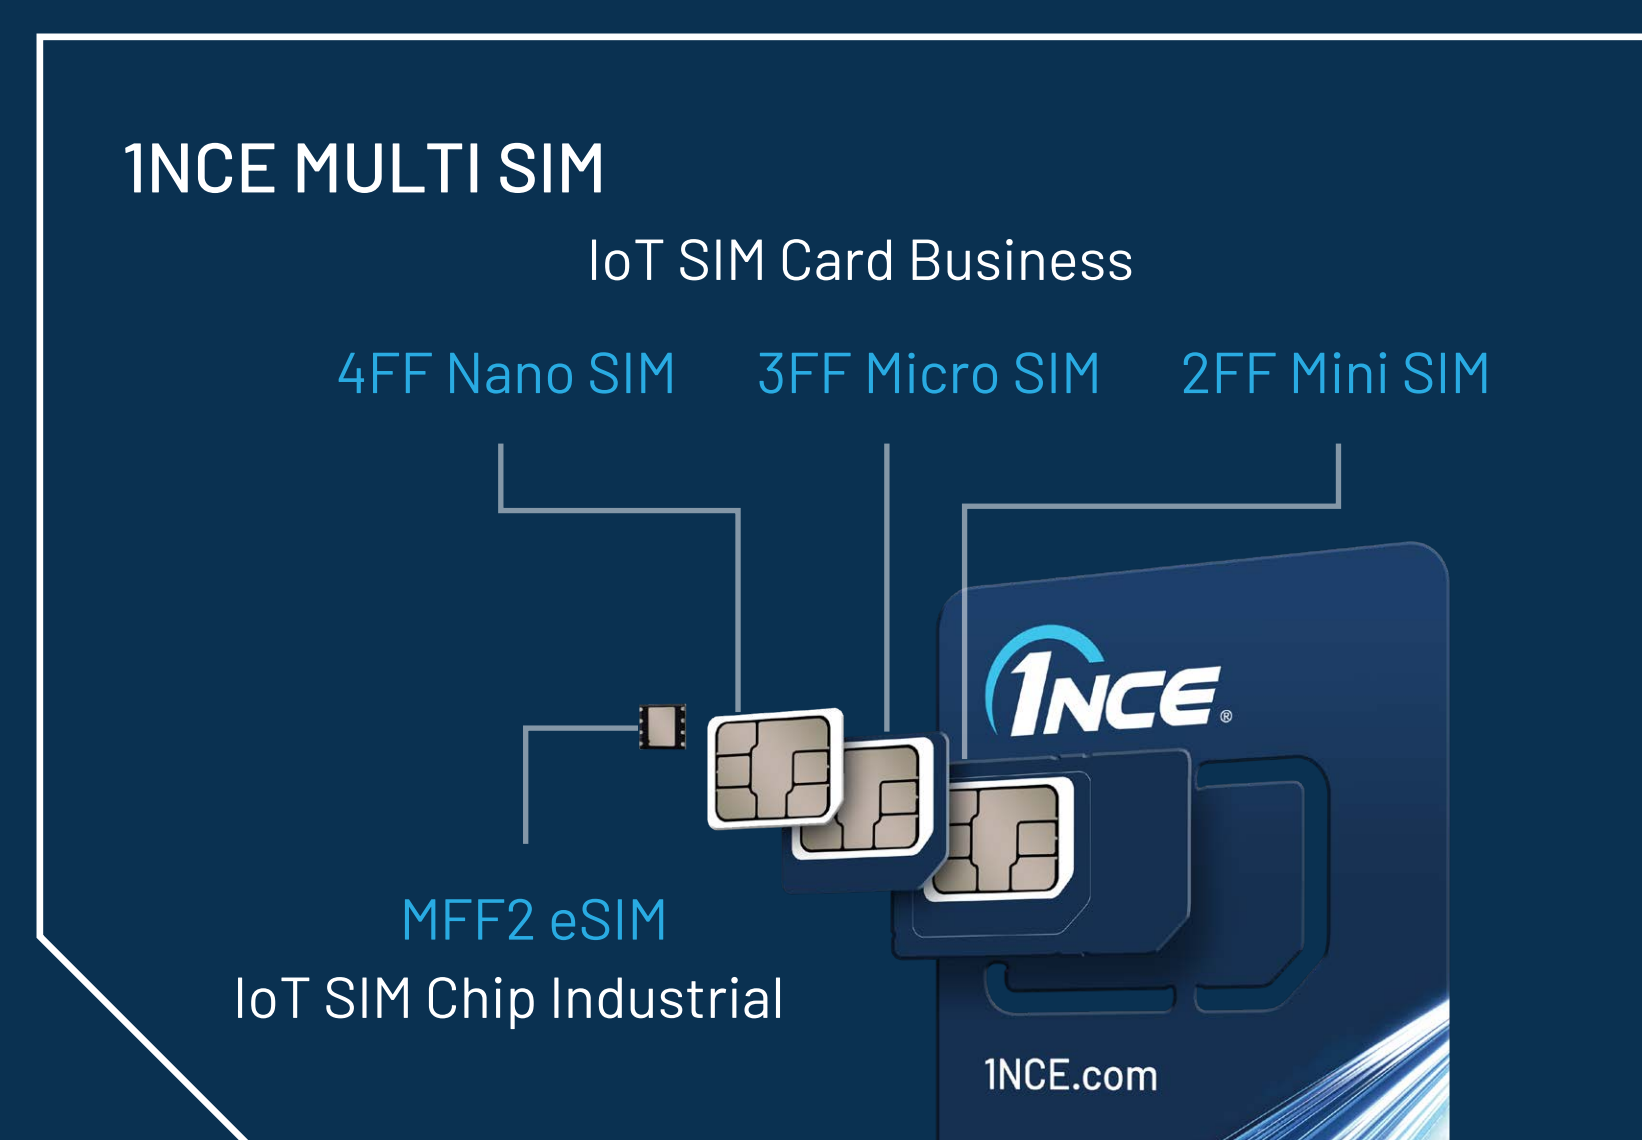 1NCE MULTI SIM
IoT SIM Card Business
4FF Nano SIM 3FF Micro SIM 2FF Mini SIM
1NCE®
MFF2 eSIM
IoT SIM Chip Industrial
1NCE.com